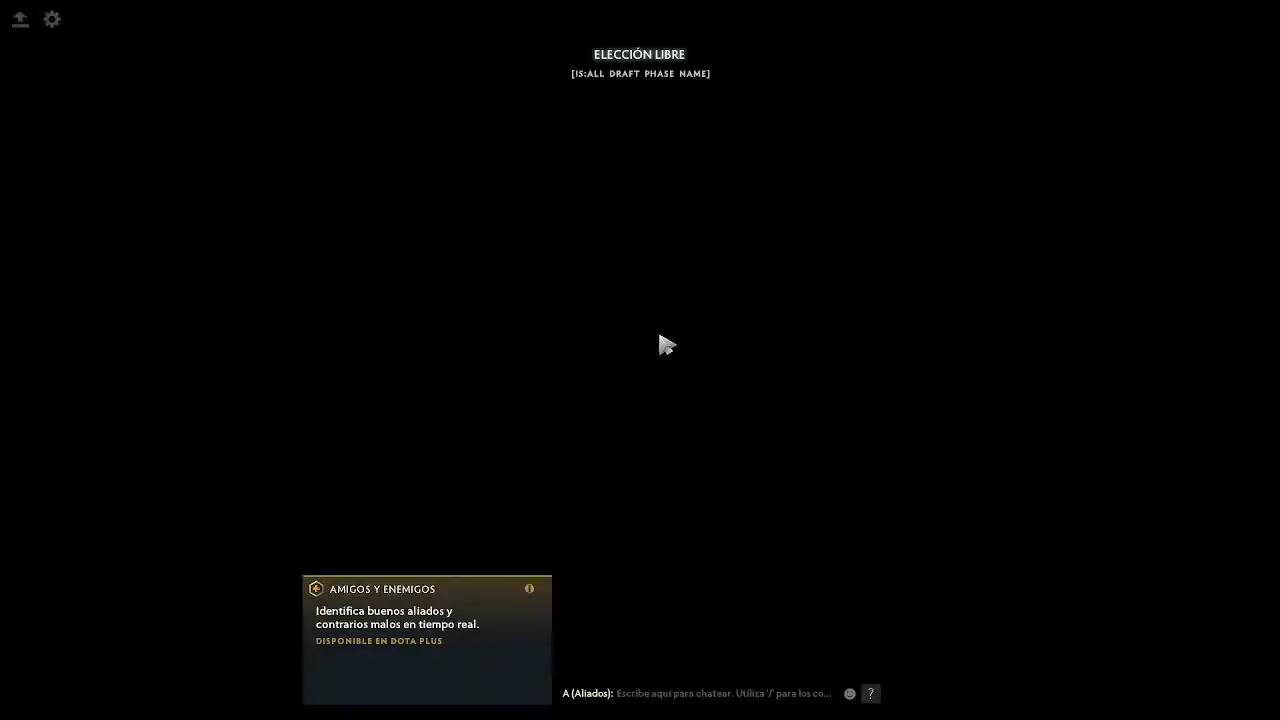 ELECCIÓN LIBRE
[IS:ALL DRAFT PHASE NAME]
AMIGOS Y ENEMIGOS
Identifica buenos aliados y
contrarios malos en tiempo real.
DISPONIBLE EN DOTA PLUS
A (Aliados): Escribe aquí para chatear. Utiliza '/' para los co... ?